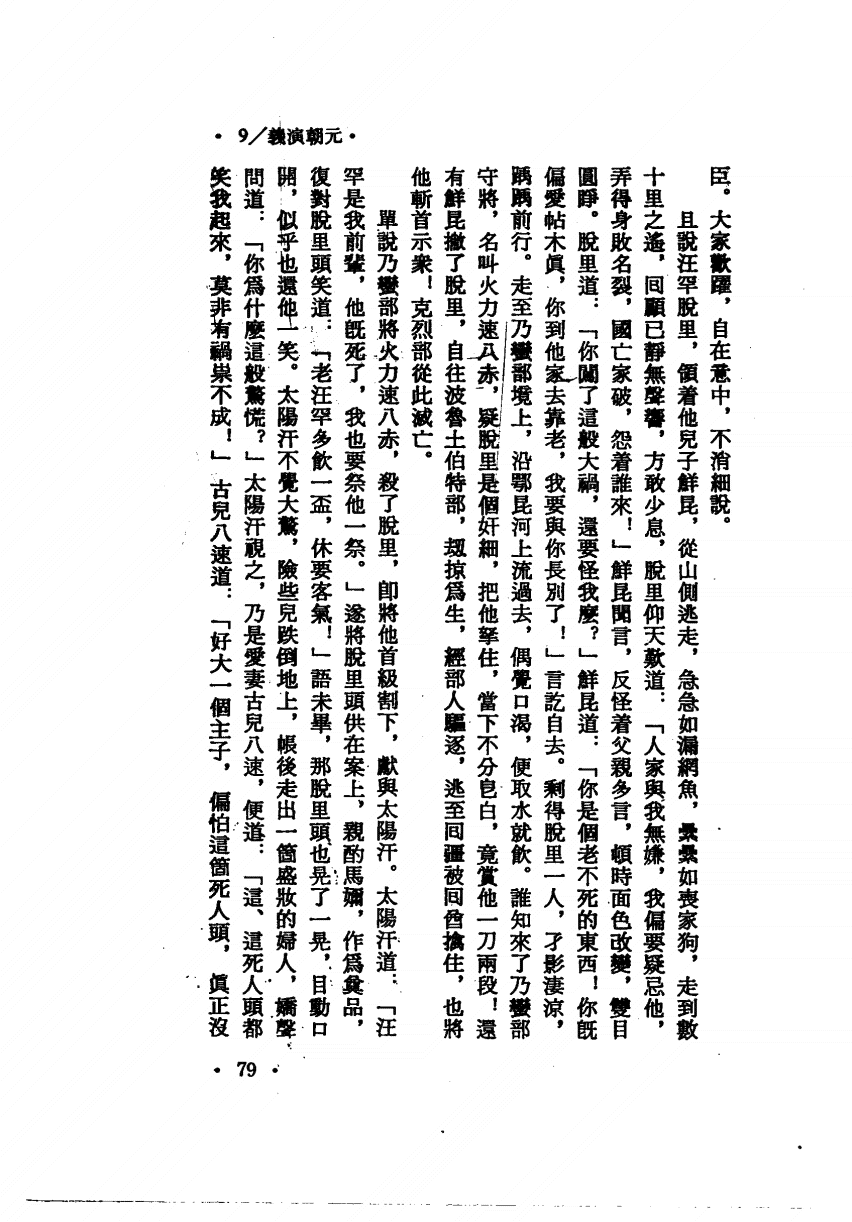 •元朝演義/9•
臣。大家歡躍，自在意中，不消細說。
且說汪罕脫里，領着他兒子鮮昆，從山側逃走，急急如漏網魚，纍纍如喪家狗，走到數
十里之遙，回顧已靜無聲響，方敢少息，脫里仰天歎道：「人家與我無嫌，我偏要疑忌他，
弄得身敗名裂，國亡家破，怨着誰來！」鮮昆聞言，反怪着父親多言，頓時面色改變，雙目
圓睜。脫里道：「你闖了這般大禍，還要怪我麼？」鮮昆道：「你是個老不死的東西！你旣
偏愛帖木眞，你到他家去靠老，我要與你長別了！」言訖自去。剩得脫里一人，孑影淒涼，
踽踽前行。走至乃蠻部境上，沿鄂昆河上流過去，偶覺口渴，便取水就飲。誰知來了乃蠻部
守將，名叫火力速八赤，疑脫里是個奸細，把他拏住，當下不分皂白，竟賞他一刀兩段！還
有鮮昆撇了脫里，自往波魯土伯特部，刼掠爲生，經部人驅逐，逃至回疆被回酋擒住，也將
他斬首示衆！克烈部從此滅亡。
單說乃蠻部將火力速八赤，殺了脫里，卽將他首級割下，獻與太陽汗。太陽汗道：「汪
罕是我前輩，他旣死了，我也要祭他一祭。」遂將脫里頭供在案上，親酌馬嬭，作爲奠品，
復對脫里頭笑道：「老汪罕多飲一盃，休要客氣！」語未畢，那脫里頭也晃了一晃，目動口
開，似乎也還他一笑。太陽汗不覺大驚，險些兒跌倒地上，帳後走出一箇盛妝的婦人，嬌聲
問道：「你爲什麼這般驚慌？」太陽汗視之，乃是愛妻古兒八速，便道：「這、這死人頭都
笑我起來，莫非有禍祟不成！」古兒八速道：「好大一個主子，偏怕這箇死人頭，眞正沒
•79•